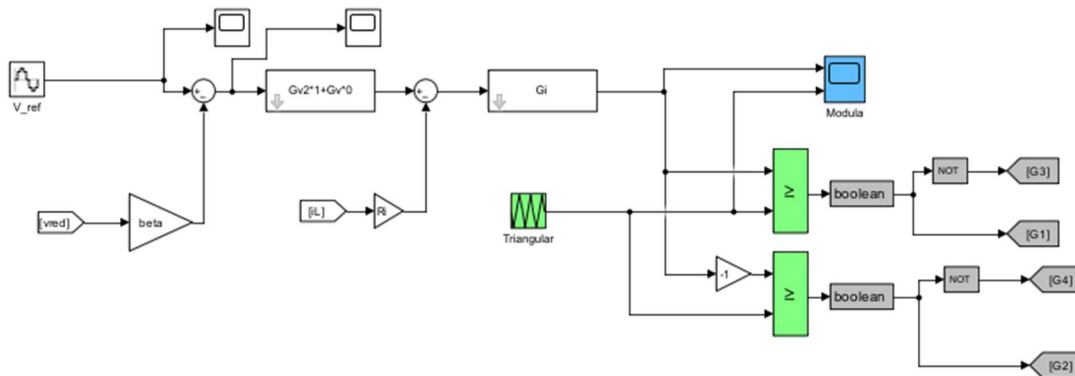 V_ref
Gv2*1+Gv*0
Gi
Modula
[vred]
beta
[iL]
Ri
Triangular
≥
boolean
NOT
[G3]
[G1]
-1
≥
boolean
NOT
[G4]
[G2]